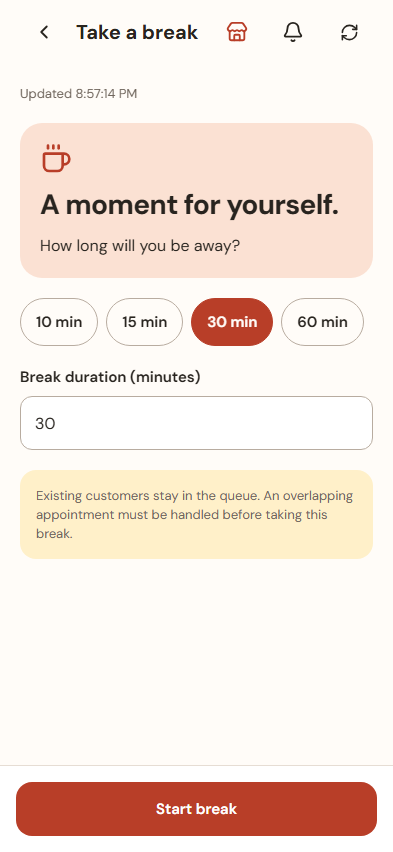 Take a break
Updated 8:57:14 PM
A moment for yourself.
How long will you be away?
10 min
15 min
30 min
60 min
Break duration (minutes)
30
Existing customers stay in the queue. An overlapping
appointment must be handled before taking this
break.
Start break